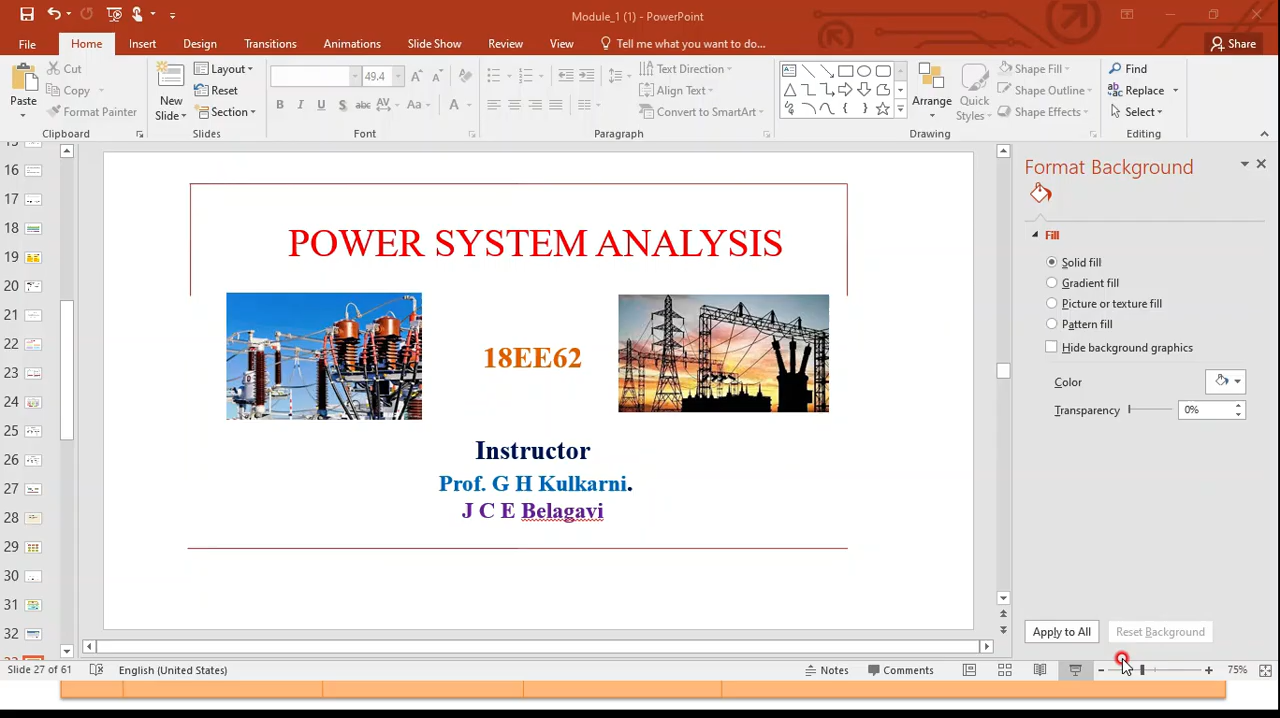 Module_1 (1) - PowerPoint
File Home Insert Design Transitions Animations Slide Show Review View Tell me what you want to do... Share
Paste
Cut
Copy
Format Painter
Clipboard
New Slide
Layout
Reset
Section
Slides
49.4
B I U S abc AV Aa A
Font
Text Direction
Align Text
Convert to SmartArt
Paragraph
Arrange
Quick Styles
Shape Fill
Shape Outline
Shape Effects
Drawing
Find
Replace
Select
Editing
16
17
18
19
20
21
22
23
24
25
26
27
28
29
30
31
32
POWER SYSTEM ANALYSIS
18EE62
Instructor
Prof. G H Kulkarni.
J C E Belagavi
Format Background
Fill
Solid fill
Gradient fill
Picture or texture fill
Pattern fill
Hide background graphics
Color
Transparency 0%
Apply to All Reset Background
Slide 27 of 61 English (United States) Notes Comments 75%